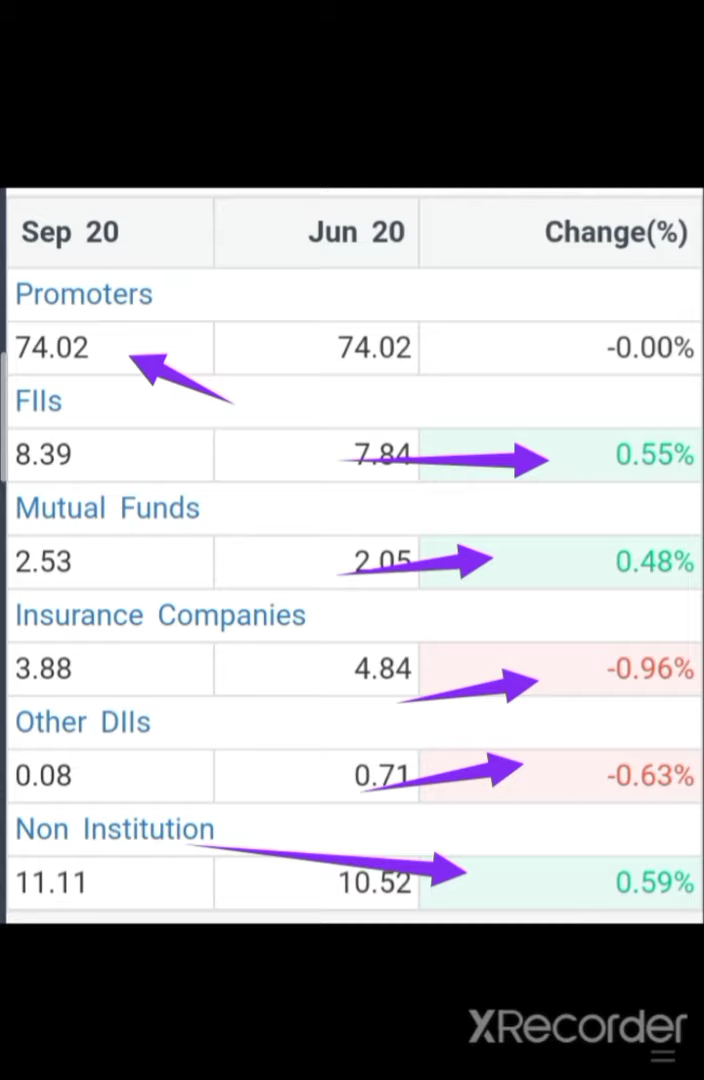 Sep 20 Jun 20 Change(%)
Promoters
74.02 74.02 -0.00%
FIIs
8.39 7.84 0.55%
Mutual Funds
2.53 2.05 0.48%
Insurance Companies
3.88 4.84 -0.96%
Other DIIs
0.08 0.71 -0.63%
Non Institution
11.11 10.52 0.59%
XRecorder